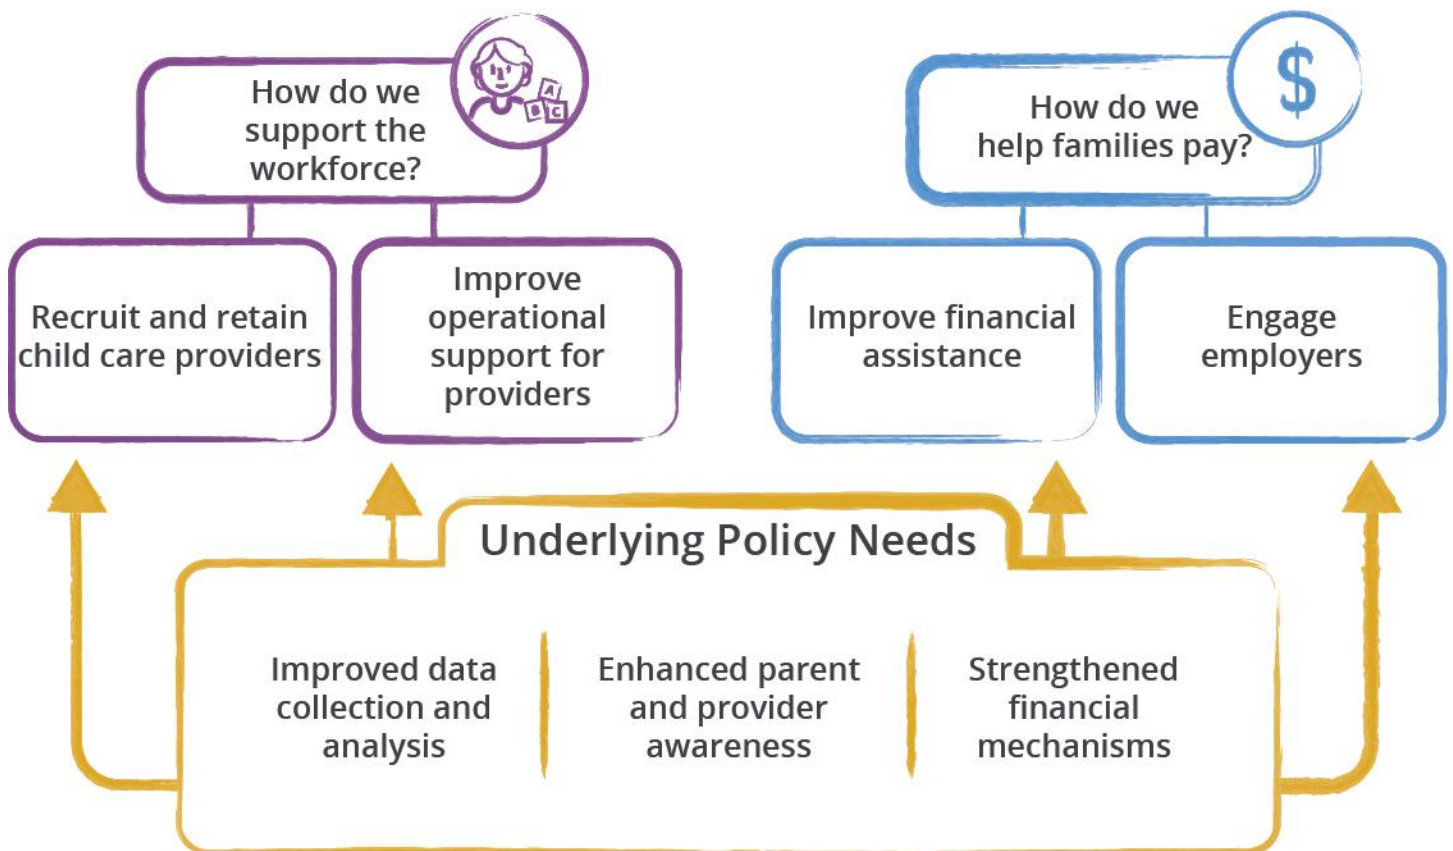 How do we
support the
workforce?
A
B C
$
How do we
help families pay?
Recruit and retain
child care providers
Improve
operational
support for
providers
Improve financial
assistance
Engage
employers
Underlying Policy Needs
Improved data
collection and
analysis
Enhanced parent
and provider
awareness
Strengthened
financial
mechanisms